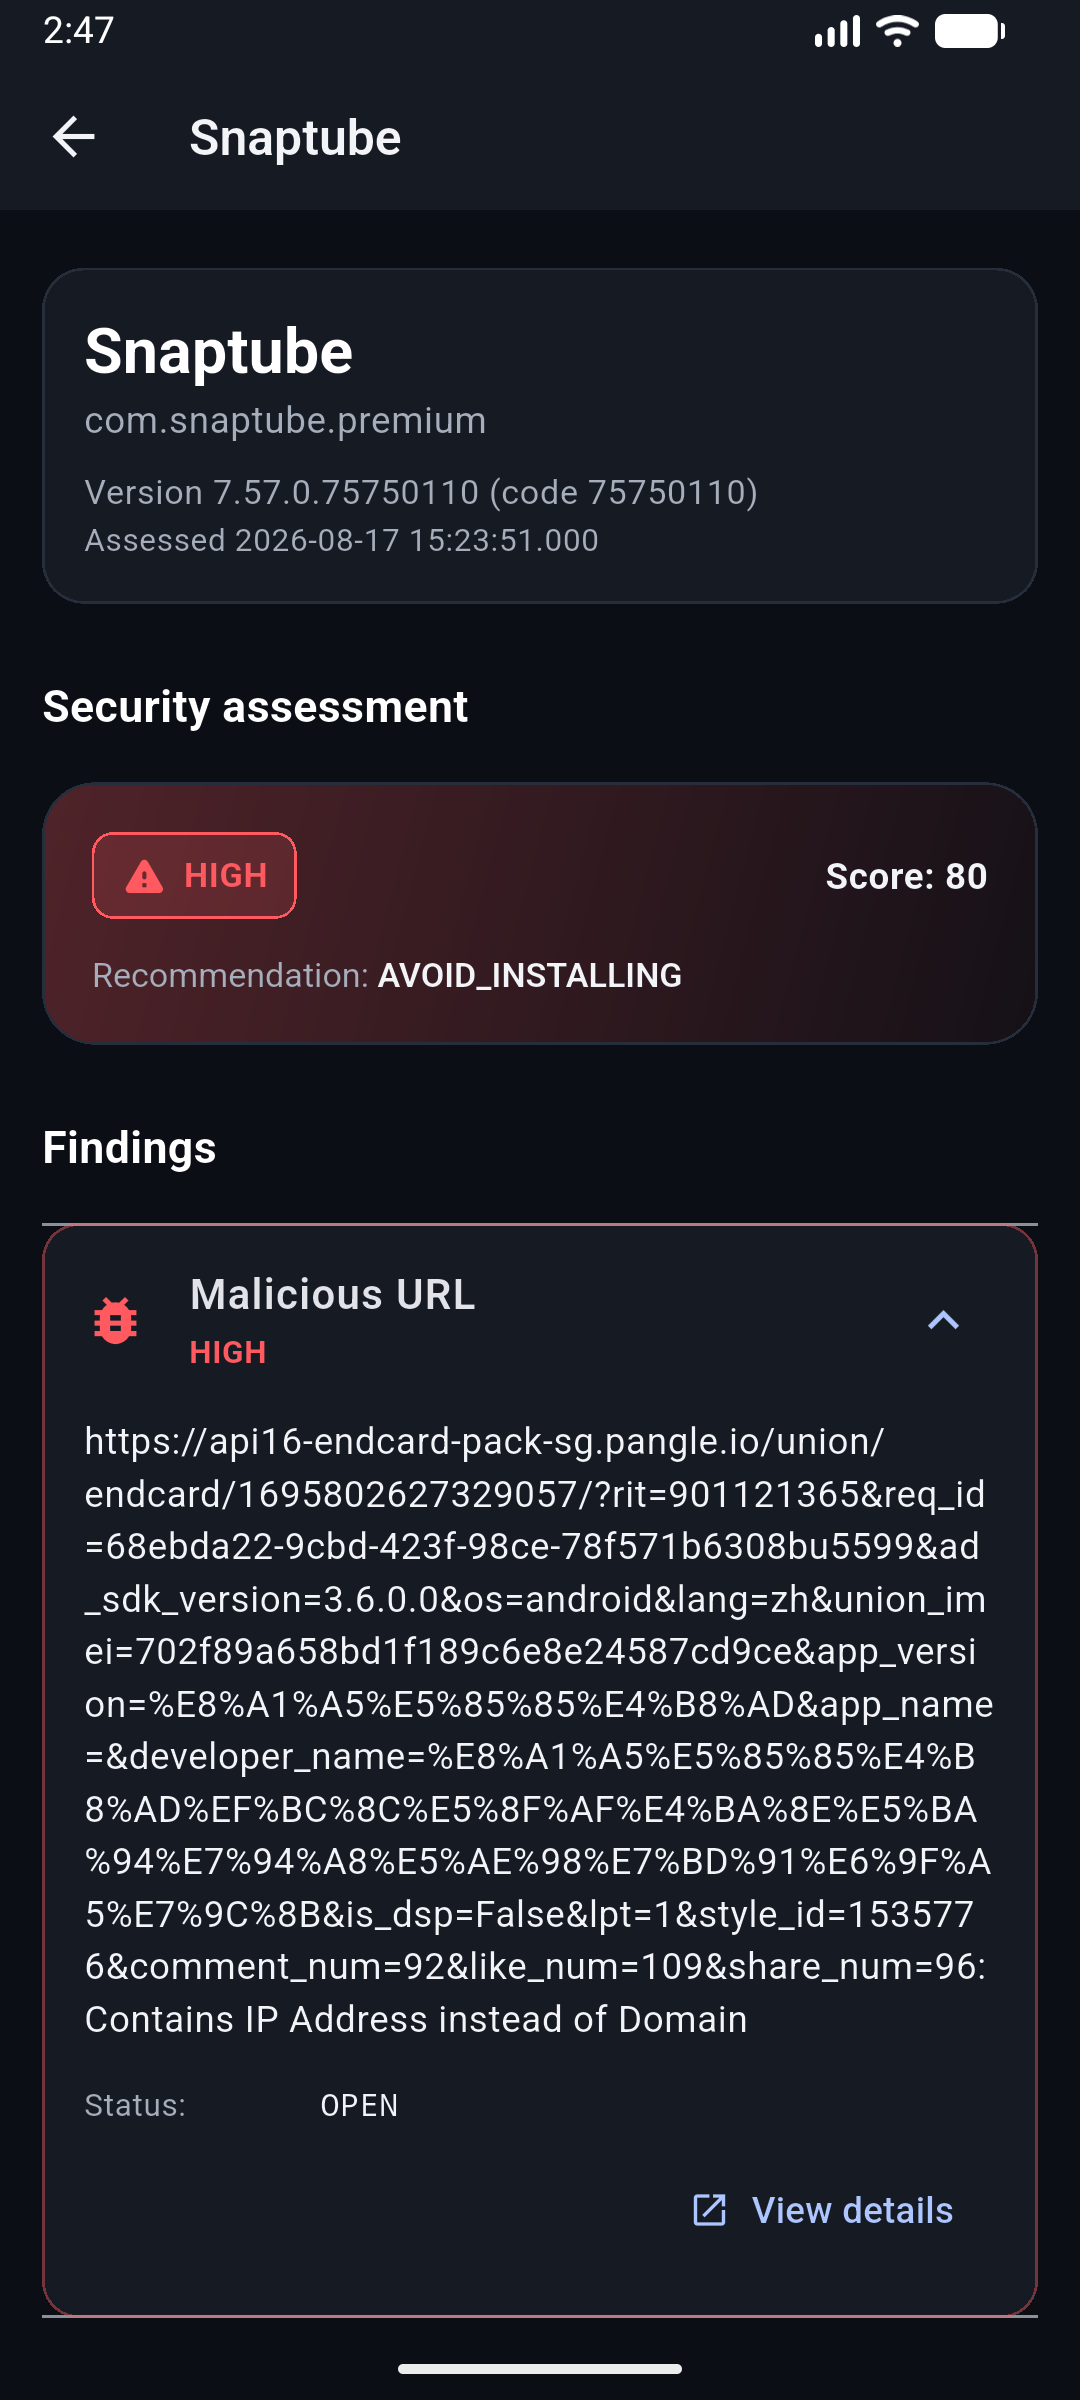 2:47
Snaptube
Snaptube
com.snaptube.premium
Version 7.57.0.75750110 (code 75750110)
Assessed 2026-08-17 15:23:51.000
Security assessment
HIGH
Score: 80
Recommendation: AVOID_INSTALLING
Findings
Malicious URL
HIGH
https://api16-endcard-pack-sg.pangle.io/union/
endcard/1695802627329057/?rit=901121365&req_id
=68ebda22-9cbd-423f-98ce-78f571b6308bu5599&ad
_sdk_version=3.6.0.0&os=android&lang=zh&union_im
ei=702f89a658bd1f189c6e8e24587cd9ce&app_versi
on=%E8%A1%A5%E5%85%85%E4%B8%AD&app_name
=&developer_name=%E8%A1%A5%E5%85%85%E4%B
8%AD%EF%BC%8C%E5%8F%AF%E4%BA%8E%E5%BA
%94%E7%94%A8%E5%AE%98%E7%BD%91%E6%9F%A
5%E7%9C%8B&is_dsp=False&lpt=1&style_id=153577
6&comment_num=92&like_num=109&share_num=96:
Contains IP Address instead of Domain
Status: OPEN
View details